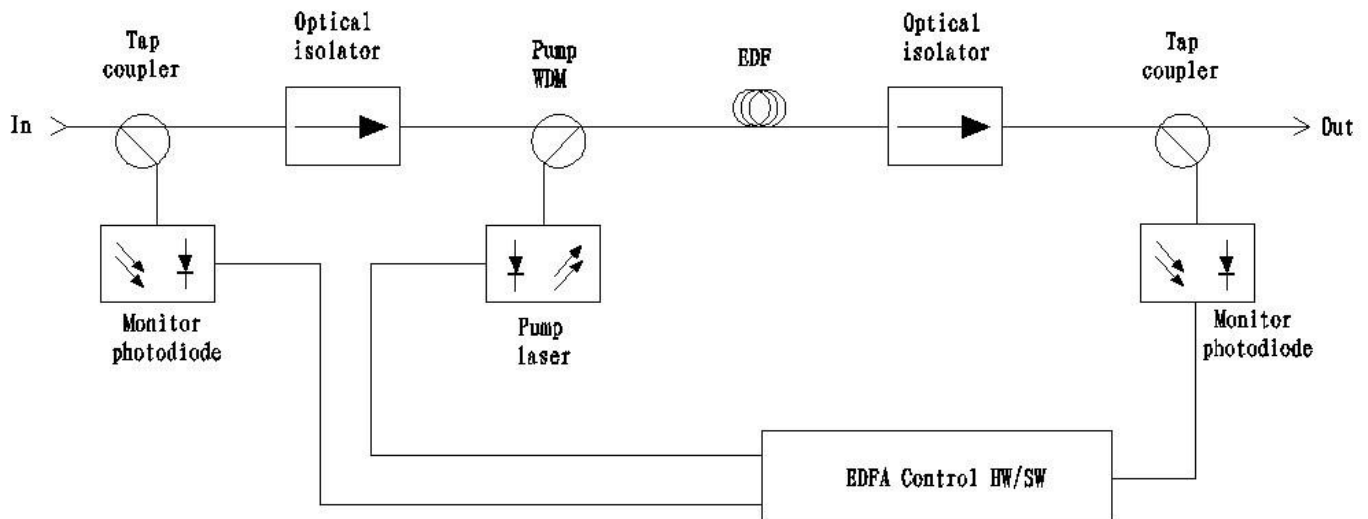 Tap
coupler
Optical
isolator
Pump
WDM
EDF
Optical
isolator
Tap
coupler
In
Out
Monitor
photodiode
Pump
laser
Monitor
photodiode
EDFA Control HW/SW